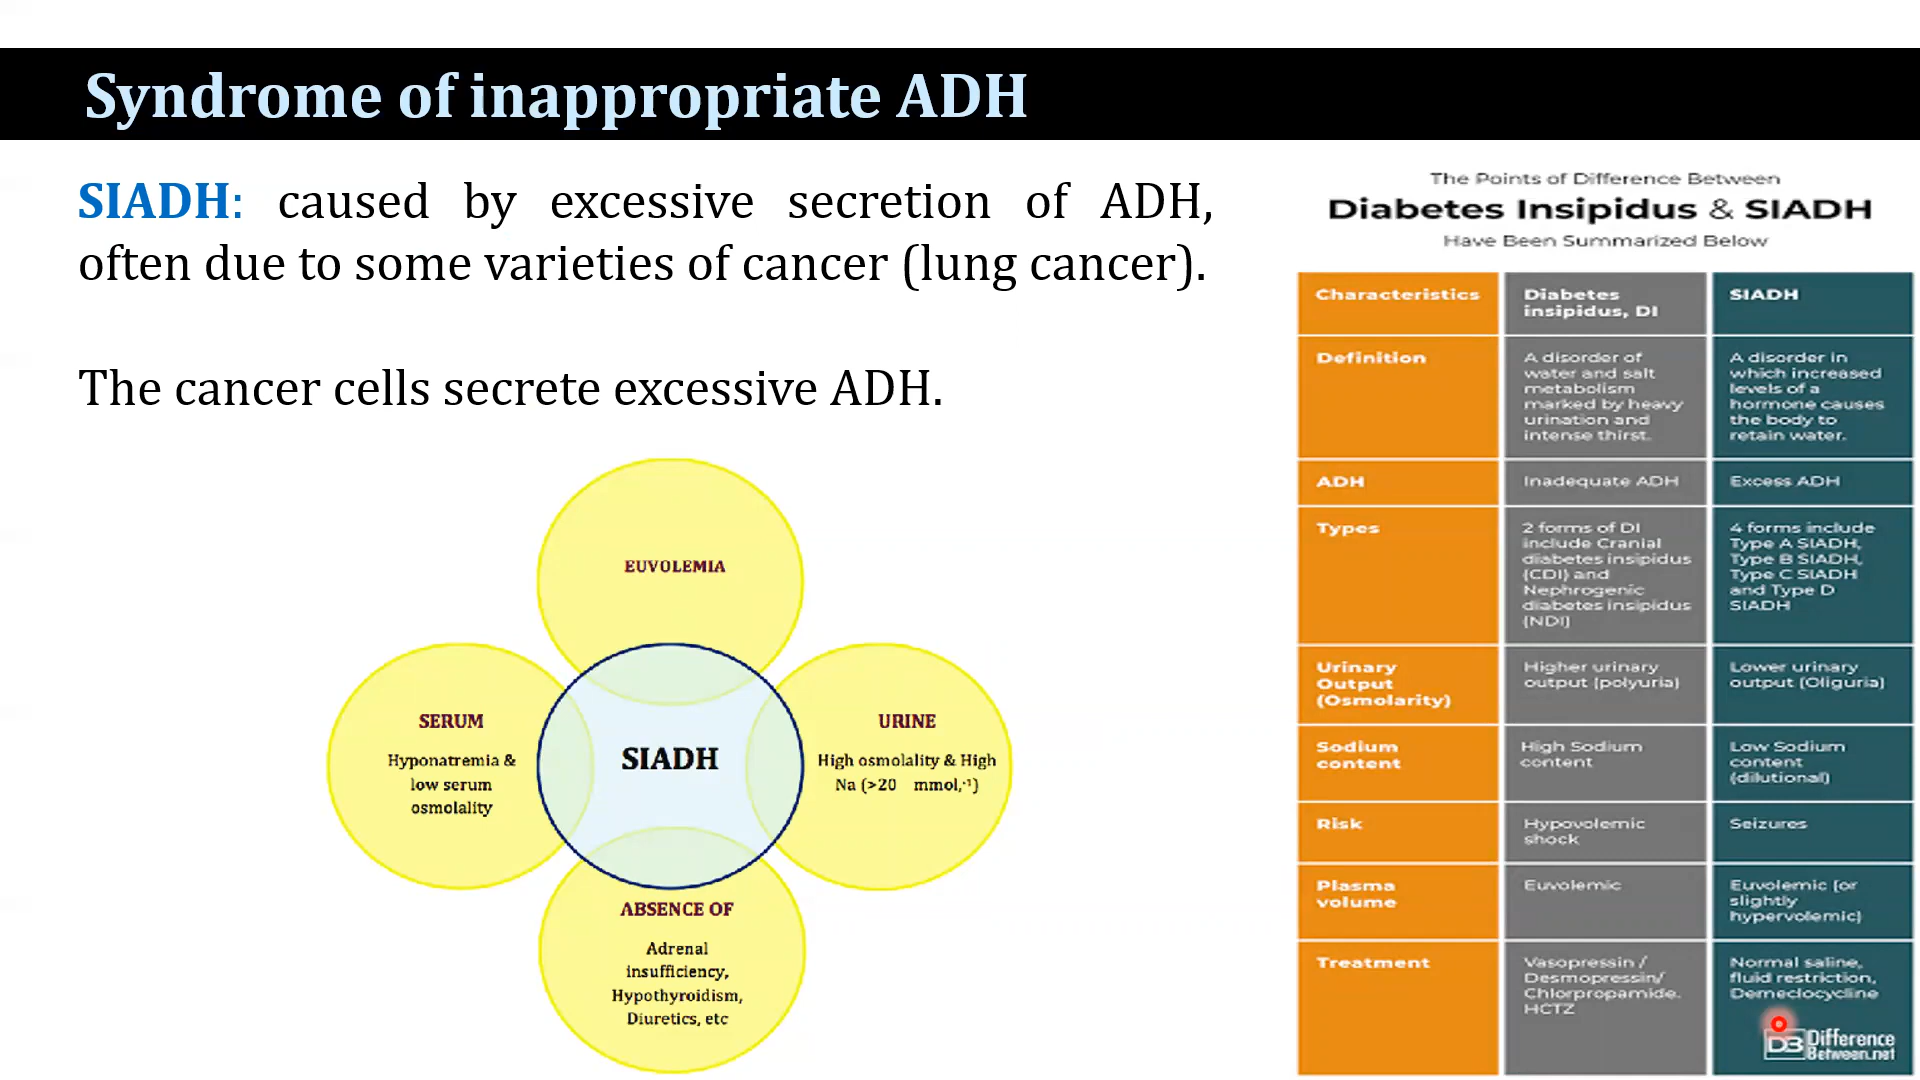 Syndrome of inappropriate ADH
SIADH: caused by excessive secretion of ADH,
often due to some varieties of cancer (lung cancer).
The cancer cells secrete excessive ADH.
EUVOLEMIA
SERUM
Hyponatremia &
low serum
osmolality
SIADH
URINE
High osmolality & High
Na (>20 mmol,⁻¹)
ABSENCE OF
Adrenal
insufficiency,
Hypothyroidism,
Diuretics, etc
The Points of Difference Between
Diabetes Insipidus & SIADH
Have Been Summarized Below
Characteristics
Diabetes
insipidus, DI
SIADH
Definition
A disorder of
water and salt
metabolism
marked by heavy
urination and
intense thirst.
A disorder in
which increased
levels of a
hormone causes
the body to
retain water.
ADH
Inadequate ADH
Excess ADH
Types
2 forms of DI
include Cranial
diabetes insipidus
(CDI) and
Nephrogenic
diabetes insipidus
(NDI)
4 forms include
Type A SIADH,
Type B SIADH,
Type C SIADH
and Type D
SIADH
Urinary
Output
(Osmolarity)
Higher urinary
output (polyuria)
Lower urinary
output (Oliguria)
Sodium
content
High Sodium
content
Low Sodium
content
(dilutional)
Risk
Hypovolemic
shock
Seizures
Plasma
volume
Euvolemic
Euvolemic (or
slightly
hypervolemic)
Treatment
Vasopressin /
Desmopressin/
Chlorpropamide.
HCTZ
Normal saline,
fluid restriction,
Demeclocycline
DB Difference
Between.net